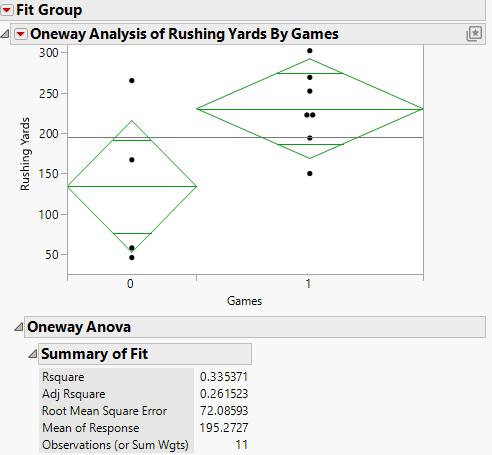 Fit Group
Oneway Analysis of Rushing Yards By Games
300
250
200
150
100
50
Rushing Yards
0 1
Games
Oneway Anova
Summary of Fit
Rsquare 0.335371
Adj Rsquare 0.261523
Root Mean Square Error 72.08593
Mean of Response 195.2727
Observations (or Sum Wgts) 11